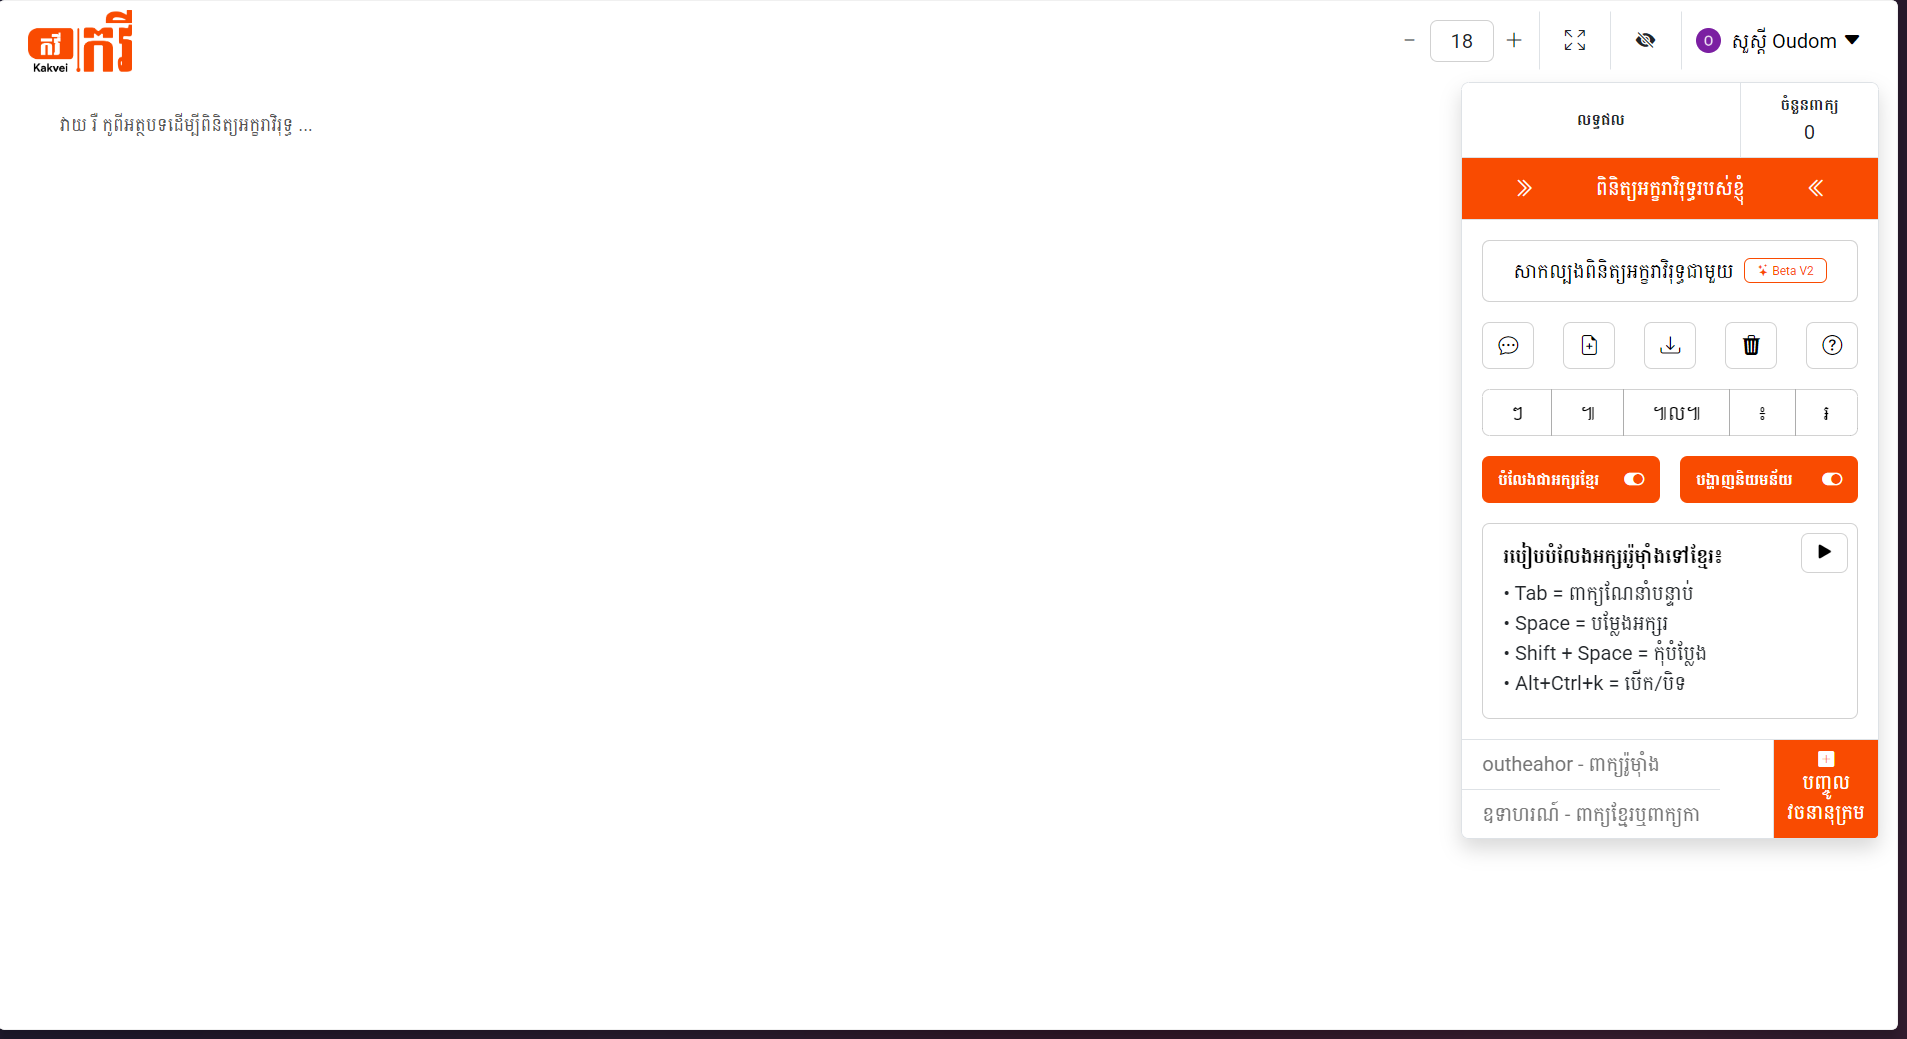 កវី
Kakvei
កវី
18
O
សួស្តី Oudom
វាយ រឺ កូពីអត្ថបទដើម្បីពិនិត្យអក្ខរាវិរុទ្ធ ...
លទ្ធផល
ចំនួនពាក្យ
0
ពិនិត្យអក្ខរាវិរុទ្ធរបស់ខ្ញុំ
សាកល្បងពិនិត្យអក្ខរាវិរុទ្ធជាមួយ
Beta V2
ៗ
៕
៕ល៕
៖
៛
បំលែងជាអក្សរខ្មែរ
បង្ហាញនិយមន័យ
របៀបបំលែងអក្សររ៉ូម៉ាំងទៅខ្មែរ៖
• Tab = ពាក្យណែនាំបន្ទាប់
• Space = បម្លែងអក្សរ
• Shift + Space = កុំបំប្លែង
• Alt+Ctrl+k = បើក/បិទ
outheahor - ពាក្យរ៉ូម៉ាំង
ឧទាហរណ៍ - ពាក្យខ្មែរឬពាក្យកា
បញ្ចូល
វចនានុក្រម